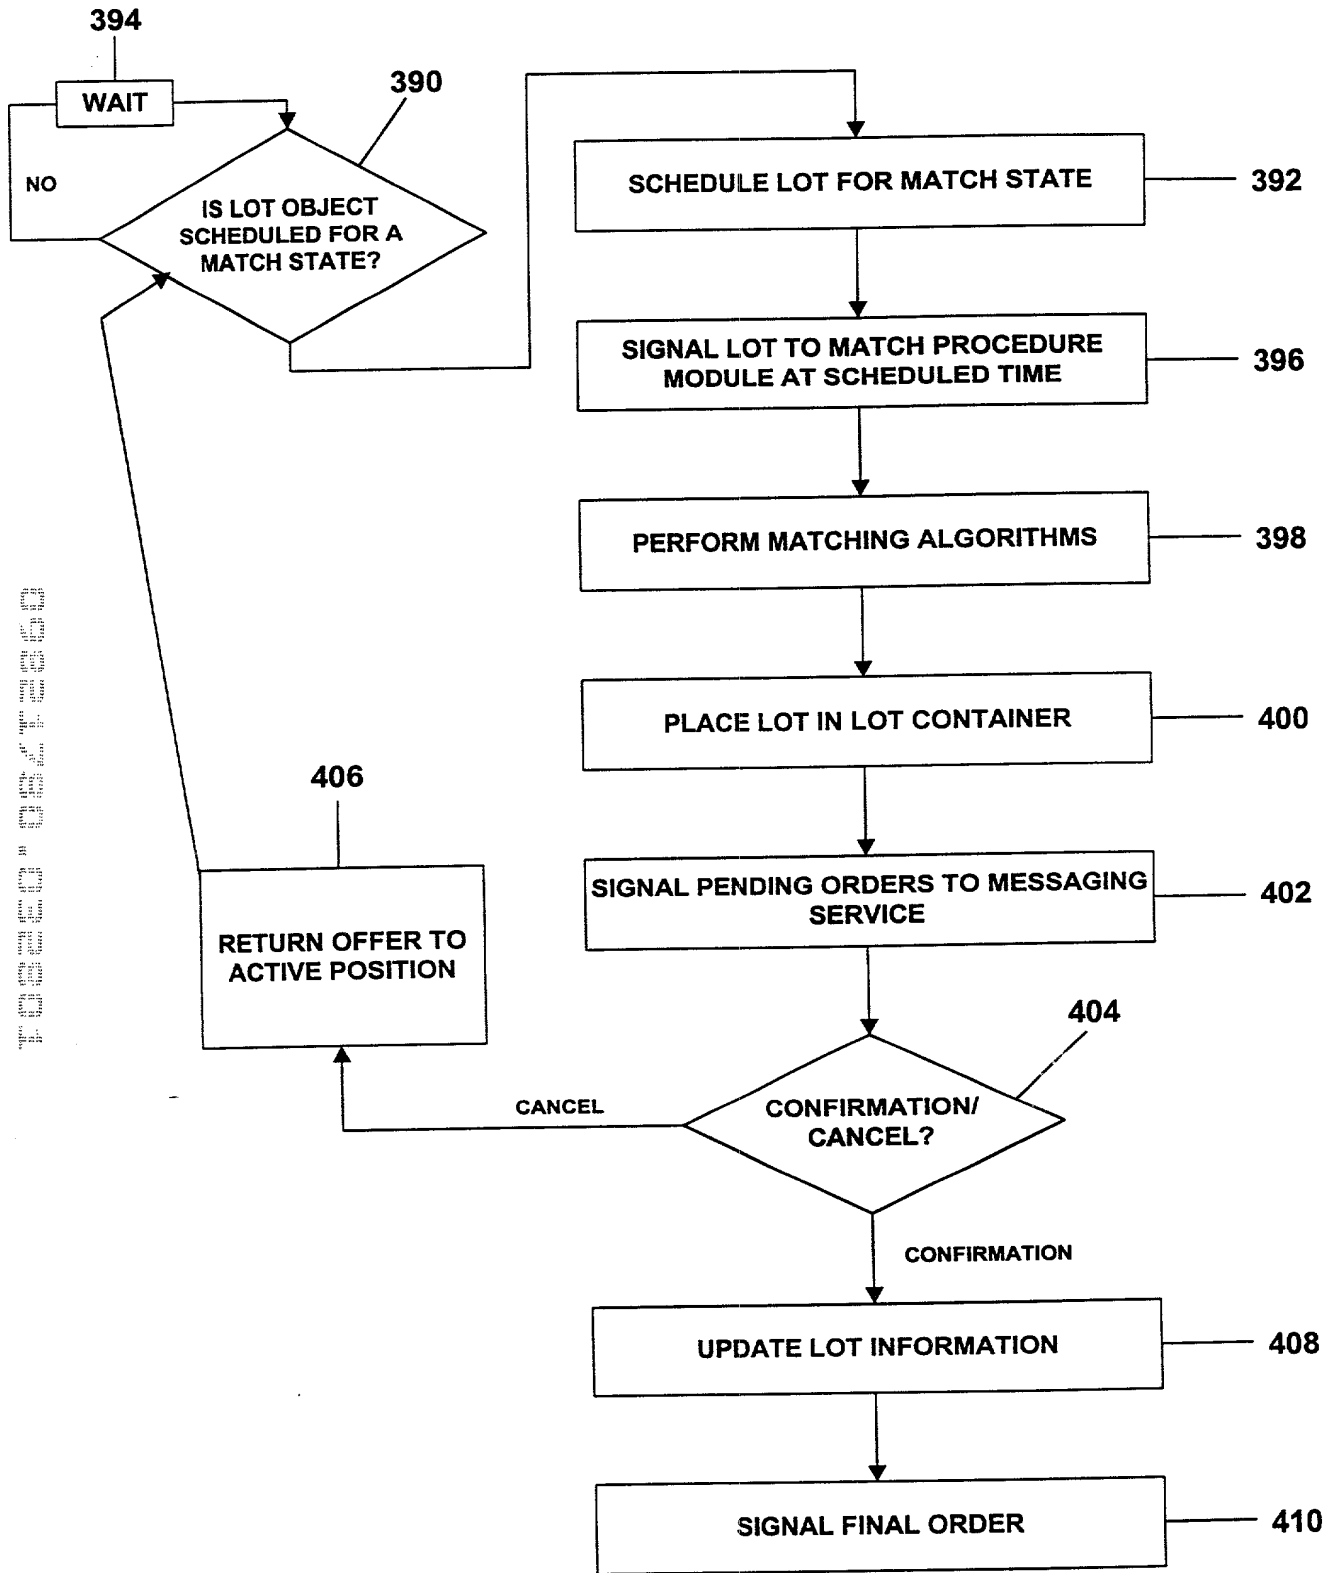 394
WAIT
390
NO
IS LOT OBJECT
SCHEDULED FOR A
MATCH STATE?
SCHEDULE LOT FOR MATCH STATE
392
SIGNAL LOT TO MATCH PROCEDURE
MODULE AT SCHEDULED TIME
396
PERFORM MATCHING ALGORITHMS
398
PLACE LOT IN LOT CONTAINER
400
SIGNAL PENDING ORDERS TO MESSAGING
SERVICE
402
406
RETURN OFFER TO
ACTIVE POSITION
404
CANCEL
CONFIRMATION/
CANCEL?
CONFIRMATION
UPDATE LOT INFORMATION
408
SIGNAL FINAL ORDER
410